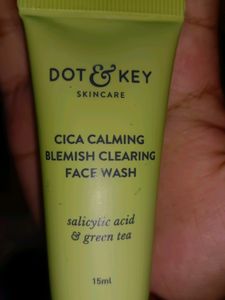 DOT & KEY
SKINCARE
CICA CALMING
BLEMISH CLEARING
FACE WASH
salicylic acid
& green tea
15ml